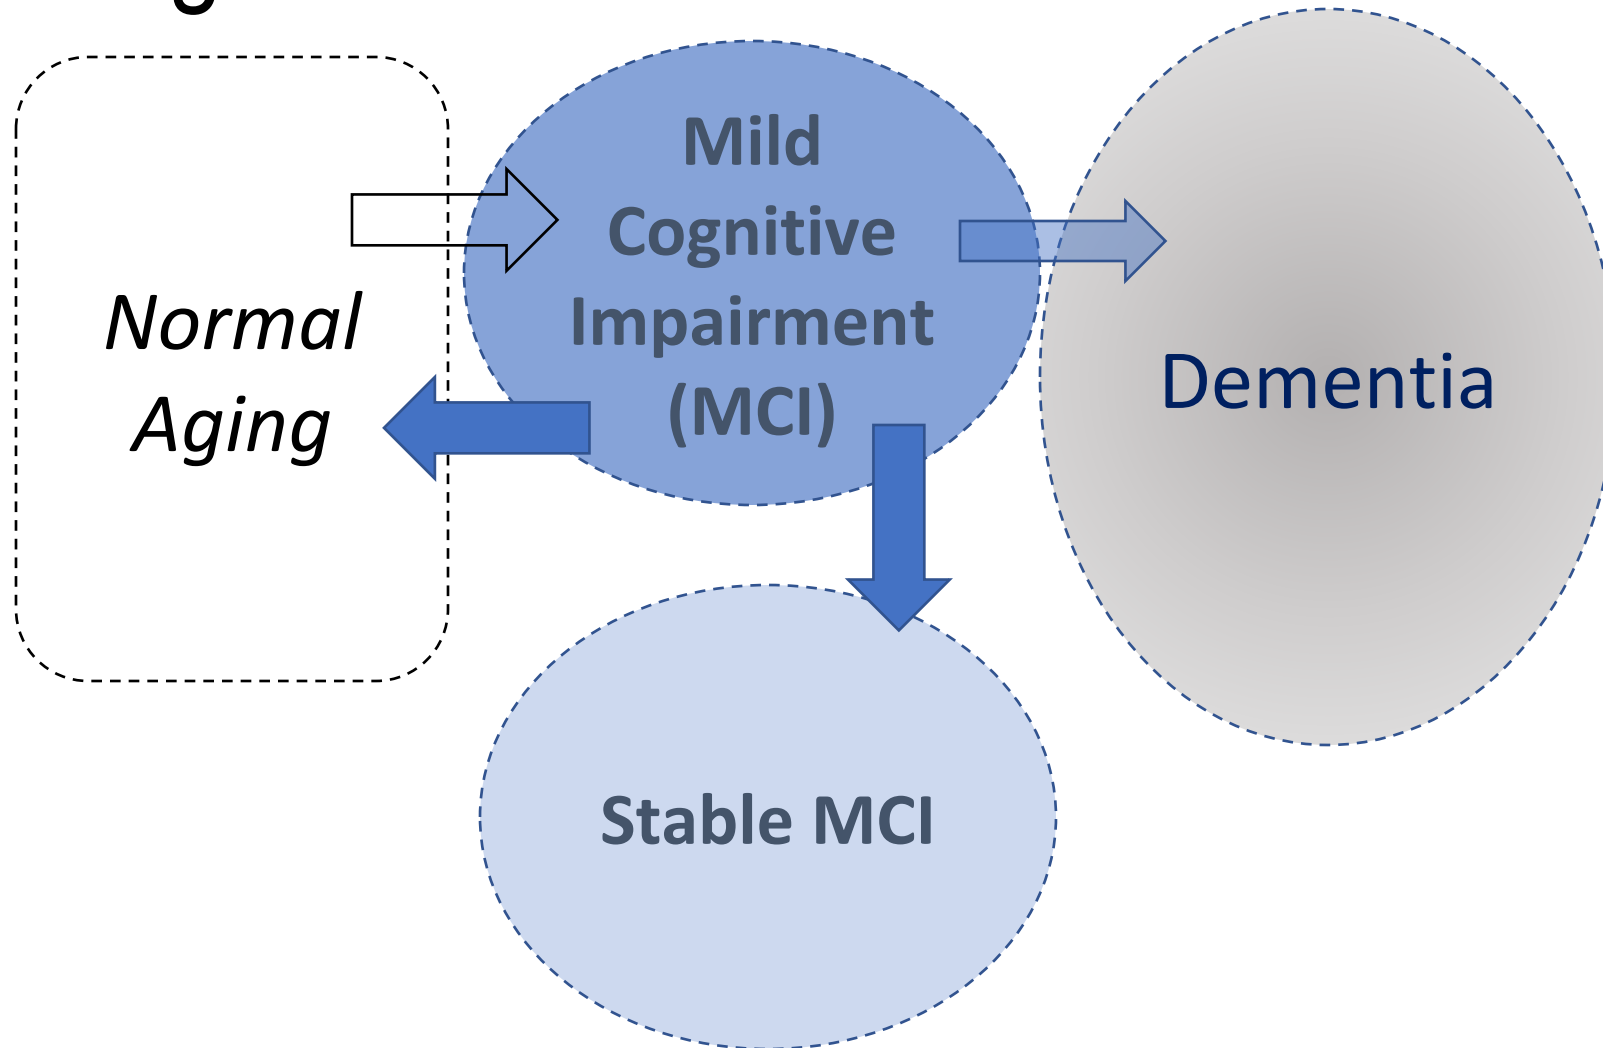 Normal
Aging
Mild
Cognitive
Impairment
(MCI)
Dementia
Stable MCI